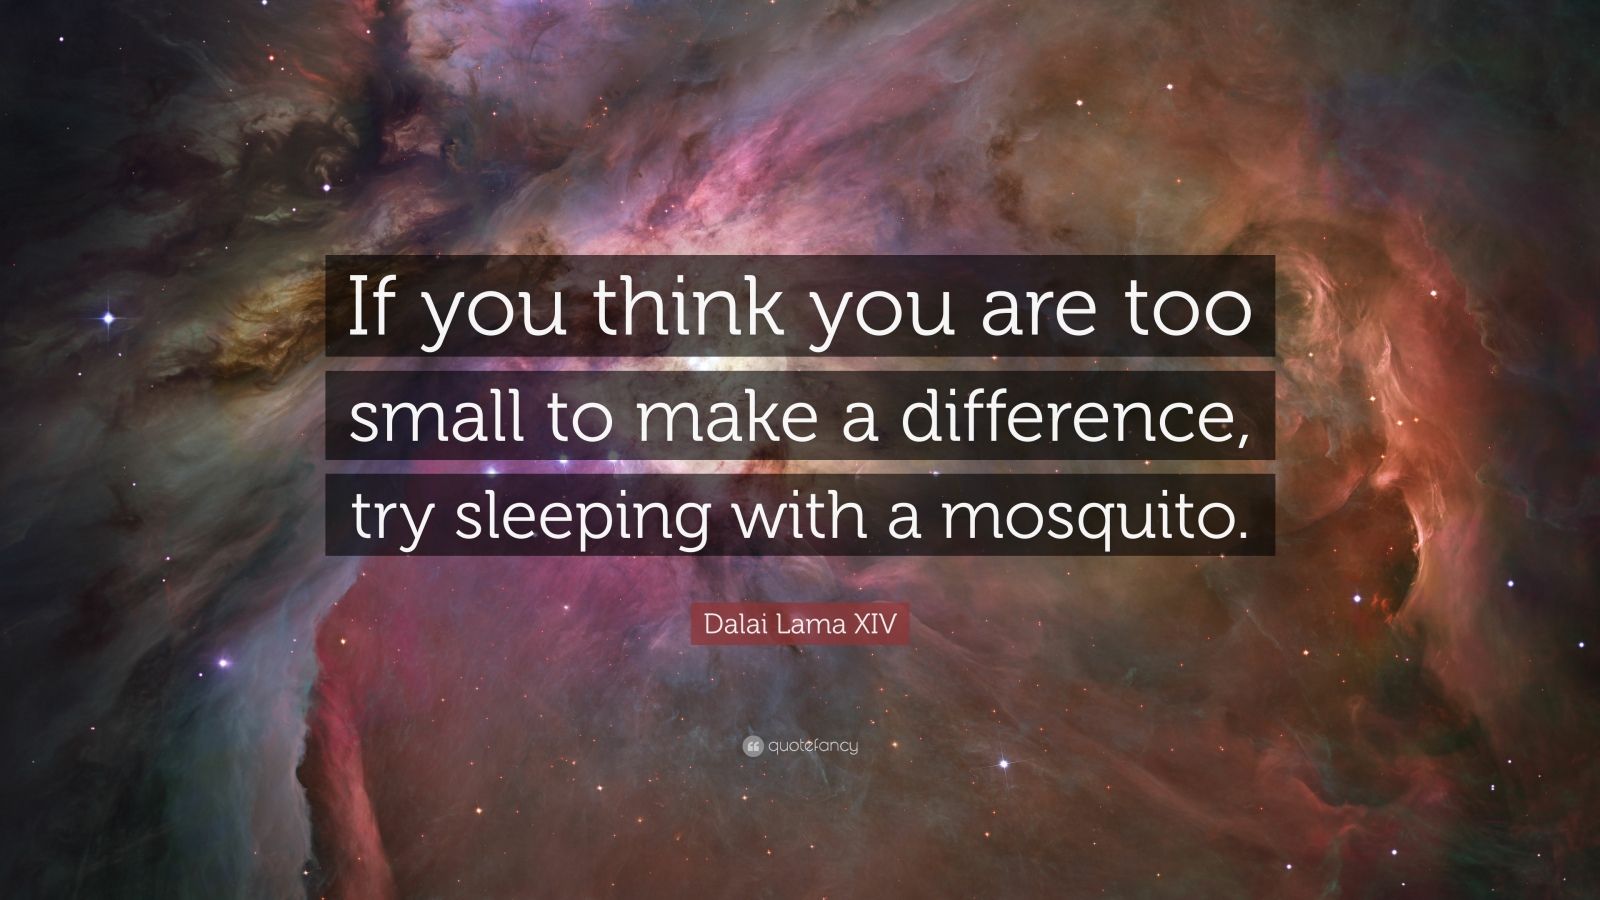 If you think you are too
small to make a difference,
try sleeping with a mosquito.
Dalai Lama XIV
quotefancy